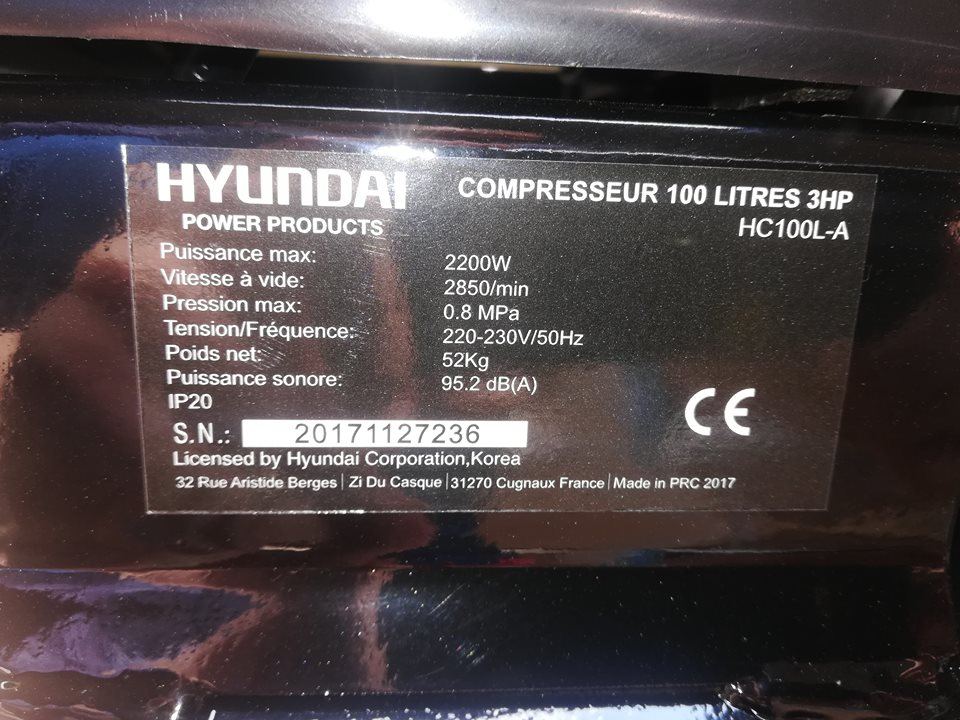 HYUNDAI
POWER PRODUCTS
COMPRESSEUR 100 LITRES 3HP
HC100L-A
Puissance max: 2200W
Vitesse à vide: 2850/min
Pression max: 0.8 MPa
Tension/Fréquence: 220-230V/50Hz
Poids net: 52Kg
Puissance sonore: 95.2 dB(A)
IP20
CE
S.N.: 20171127236
Licensed by Hyundai Corporation,Korea
32 Rue Aristide Berges | Zi Du Casque | 31270 Cugnaux France | Made in PRC 2017